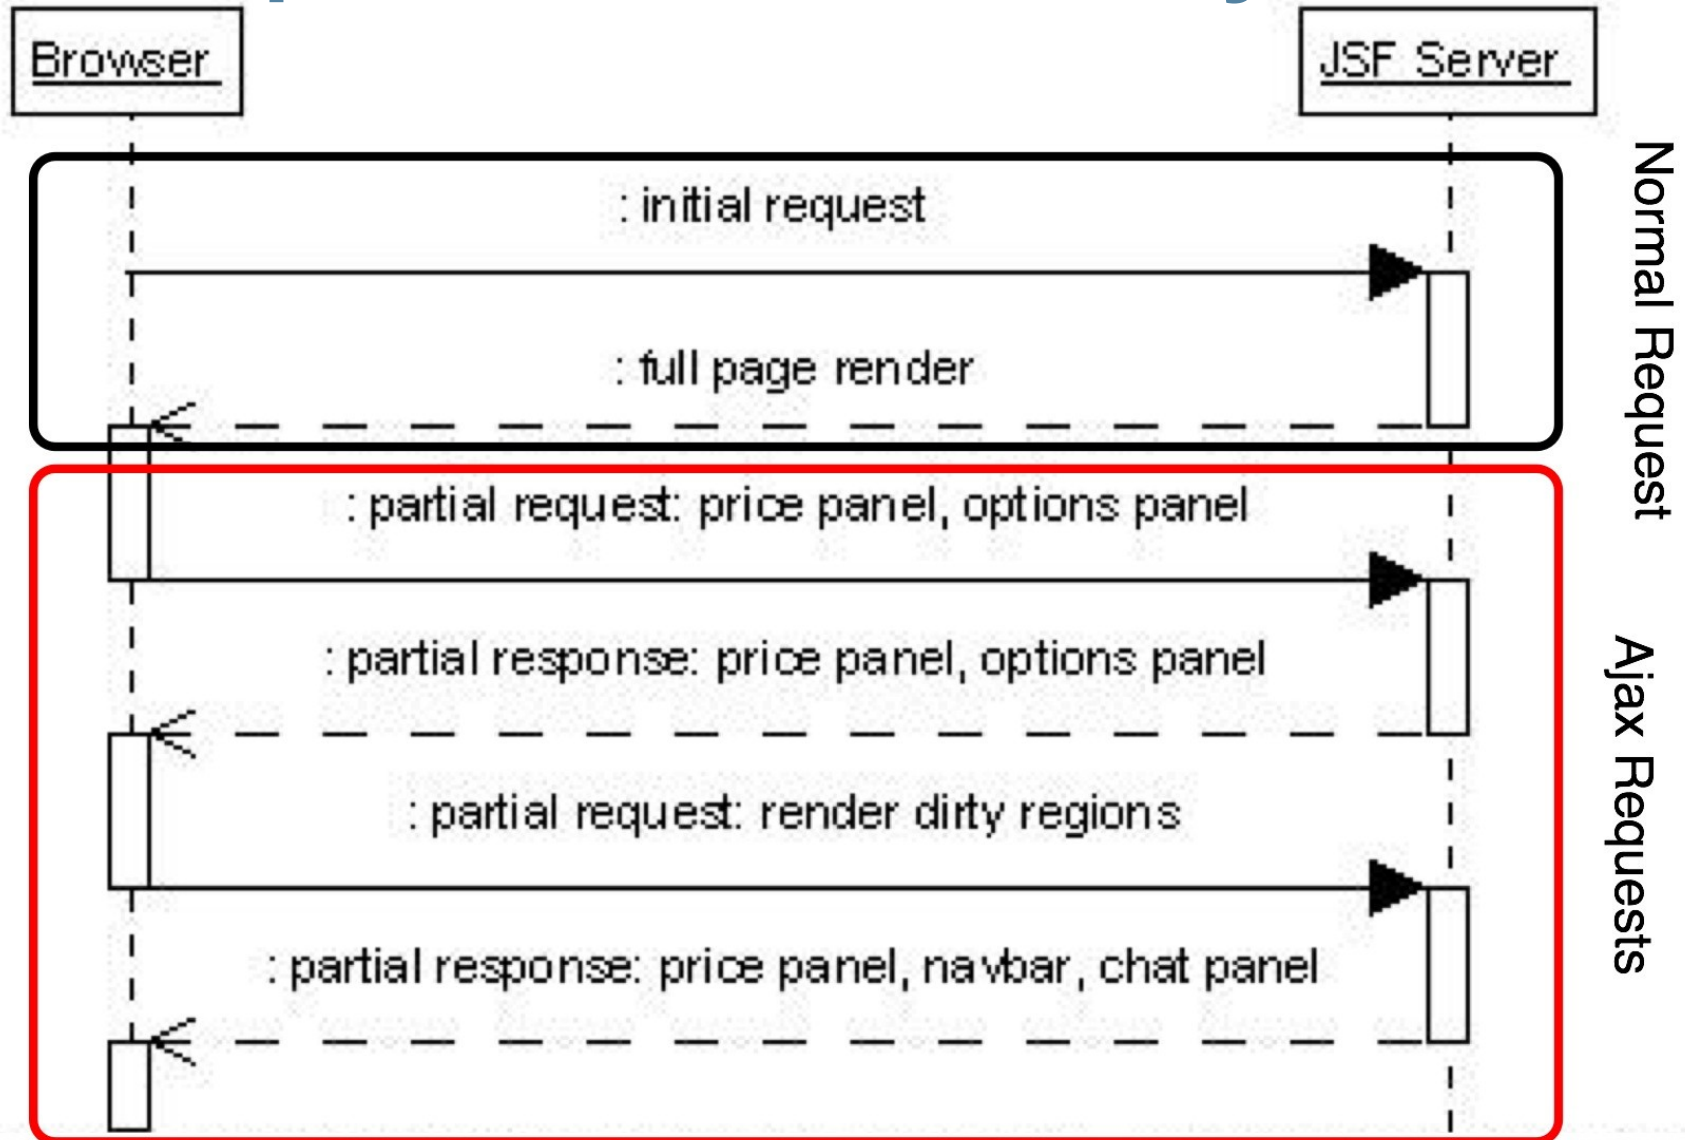 Browser
JSF Server
: initial request
: full page render
Normal Request
: partial request: price panel, options panel
: partial response: price panel, options panel
: partial request: render dirty regions
: partial response: price panel, navbar, chat panel
Ajax Requests